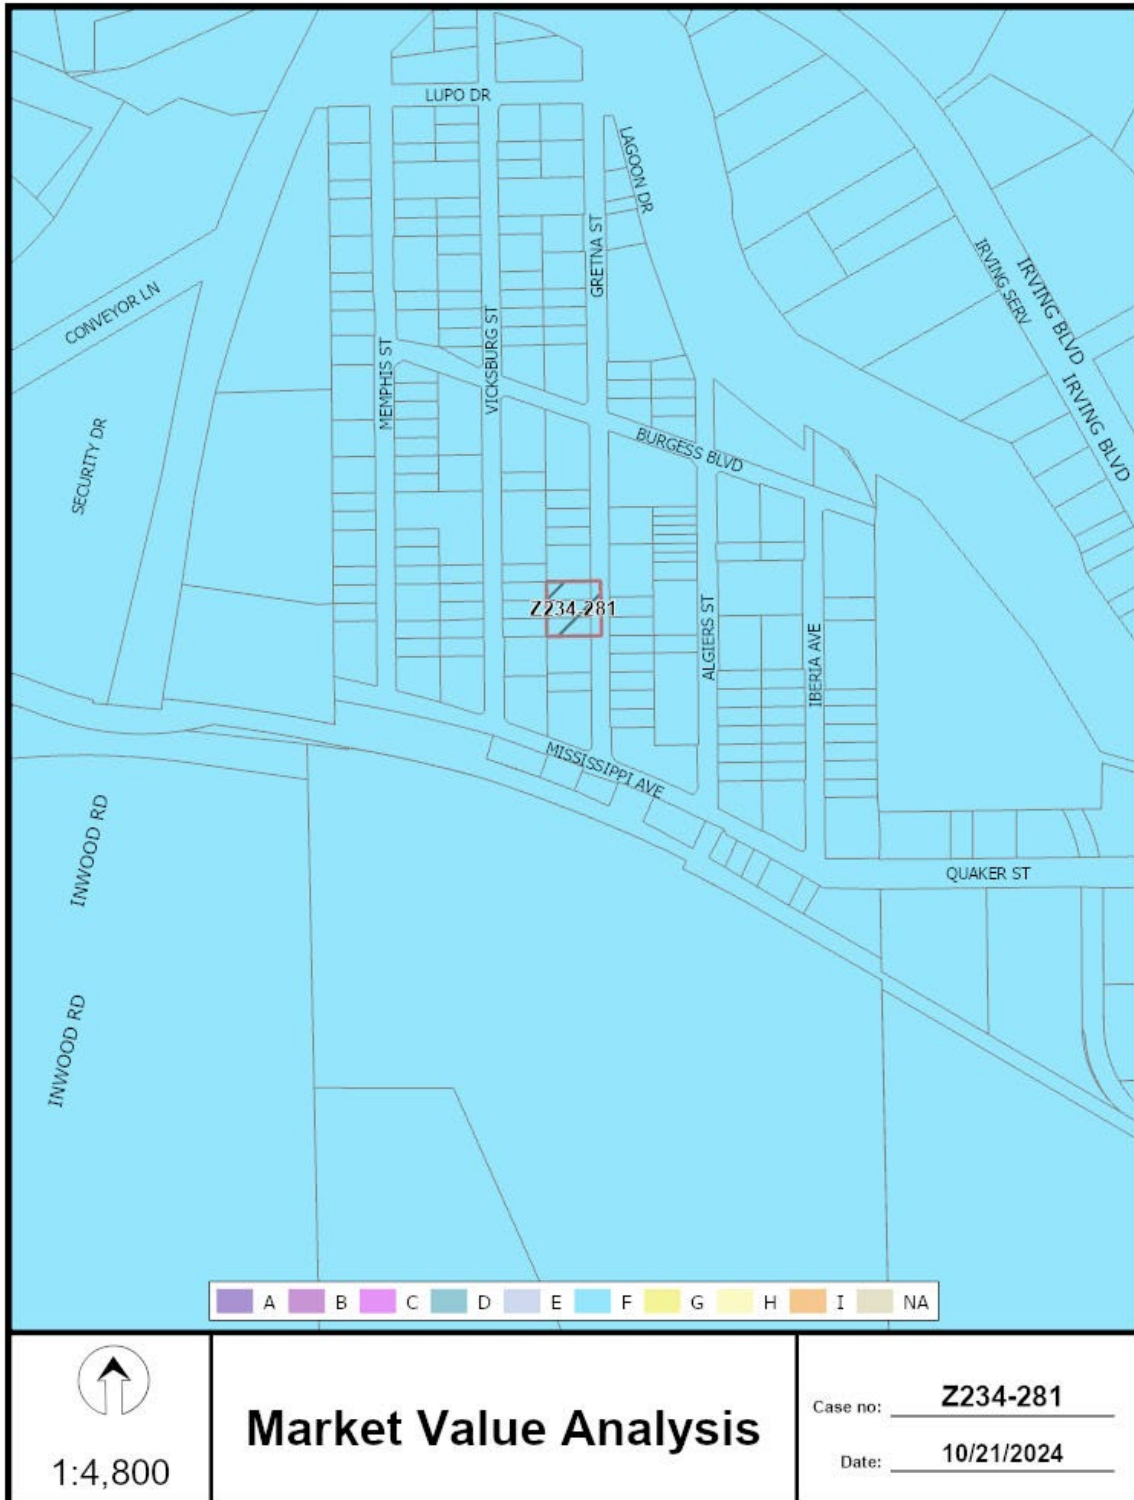 LUPO DR
LAGOON DR
GRETNA ST
IRVING SERV
IRVING BLVD
IRVING BLVD
CONVEYOR LN
VICKSBURG ST
MEMPHIS ST
SECURITY DR
BURGESS BLVD
Z234-281
ALGIERS ST
IBERIA AVE
MISSISSIPPI AVE
INWOOD RD
QUAKER ST
INWOOD RD
A B C D E F G H I NA
1:4,800
Market Value Analysis
Case no: Z234-281
Date: 10/21/2024